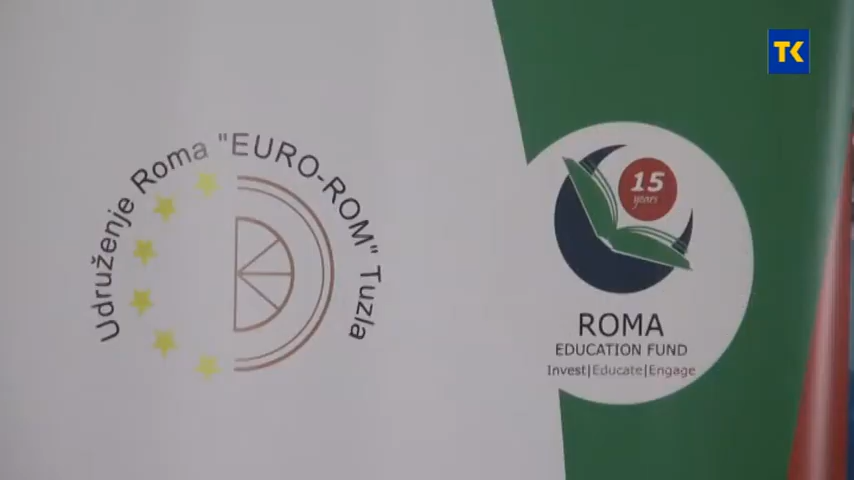 Udruženje Roma "EURO-ROM" Tuzla
15
years
ROMA
EDUCATION FUND
Invest|Educate|Engage
TK